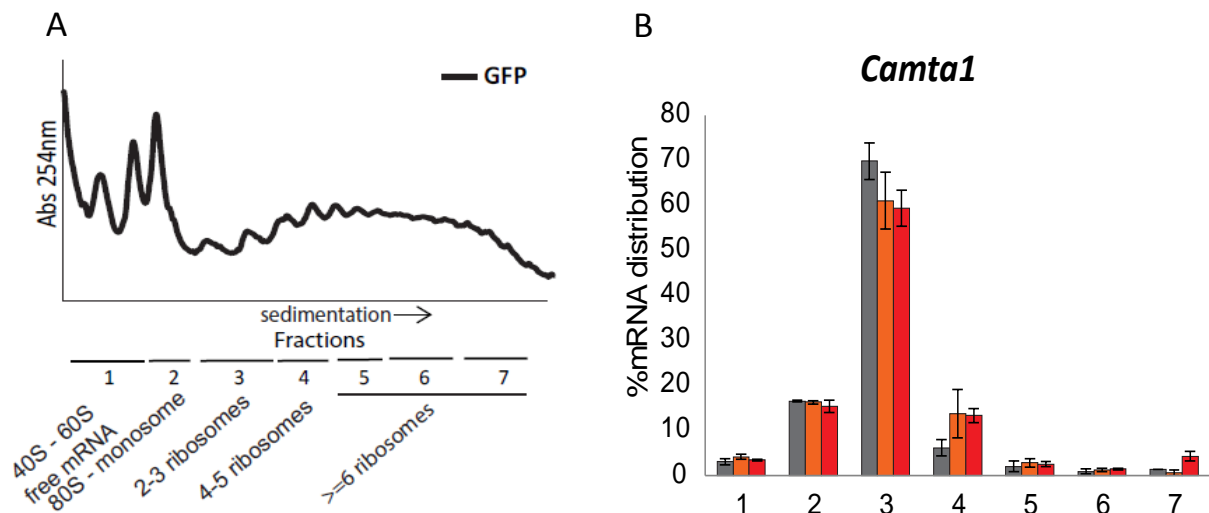 A
GFP
Abs 254nm
sedimentation
Fractions
1 2 3 4 5 6 7
40S - 60S
free mRNA
80S - monosome
2-3 ribosomes
4-5 ribosomes
>=6 ribosomes
B
Camta1
%mRNA distribution
80
70
60
50
40
30
20
10
0
1 2 3 4 5 6 7